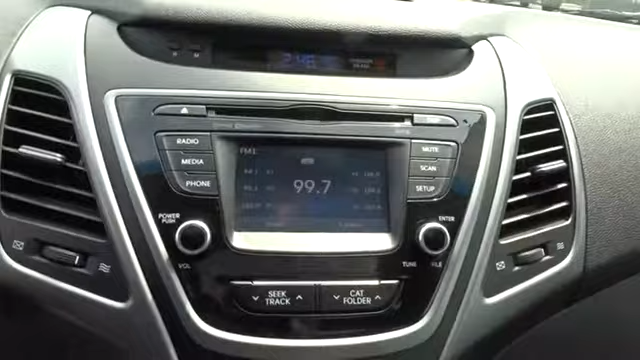 2:46
RADIO
MEDIA
PHONE
FM1
99.7
MUTE
SCAN
SETUP
POWER
PUSH
VOL
ENTER
TUNE
FILE
SEEK
TRACK
CAT
FOLDER